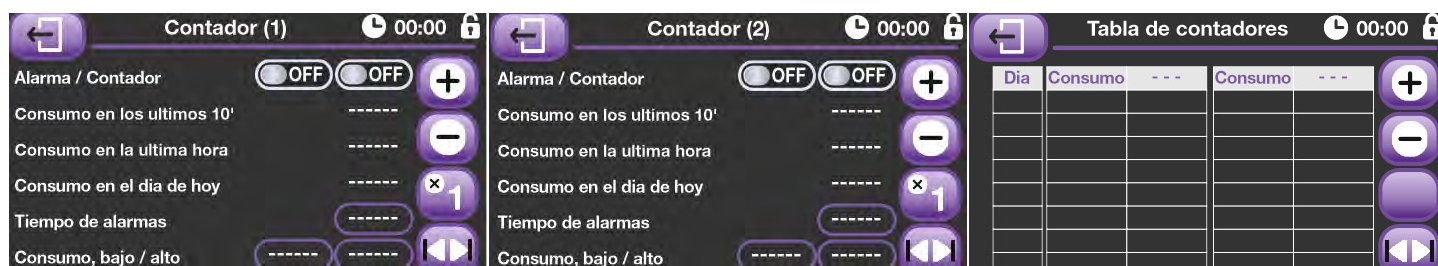 Contador (1) 00:00
Alarma / Contador OFF OFF
Consumo en los ultimos 10' ------
Consumo en la ultima hora ------
Consumo en el dia de hoy ------
×1
Tiempo de alarmas ------
Consumo, bajo / alto ------ ------
Contador (2) 00:00
Alarma / Contador OFF OFF
Consumo en los ultimos 10' ------
Consumo en la ultima hora ------
Consumo en el dia de hoy ------
×1
Tiempo de alarmas ------
Consumo, bajo / alto ------ ------
Tabla de contadores 00:00
Dia Consumo - - - Consumo - - -